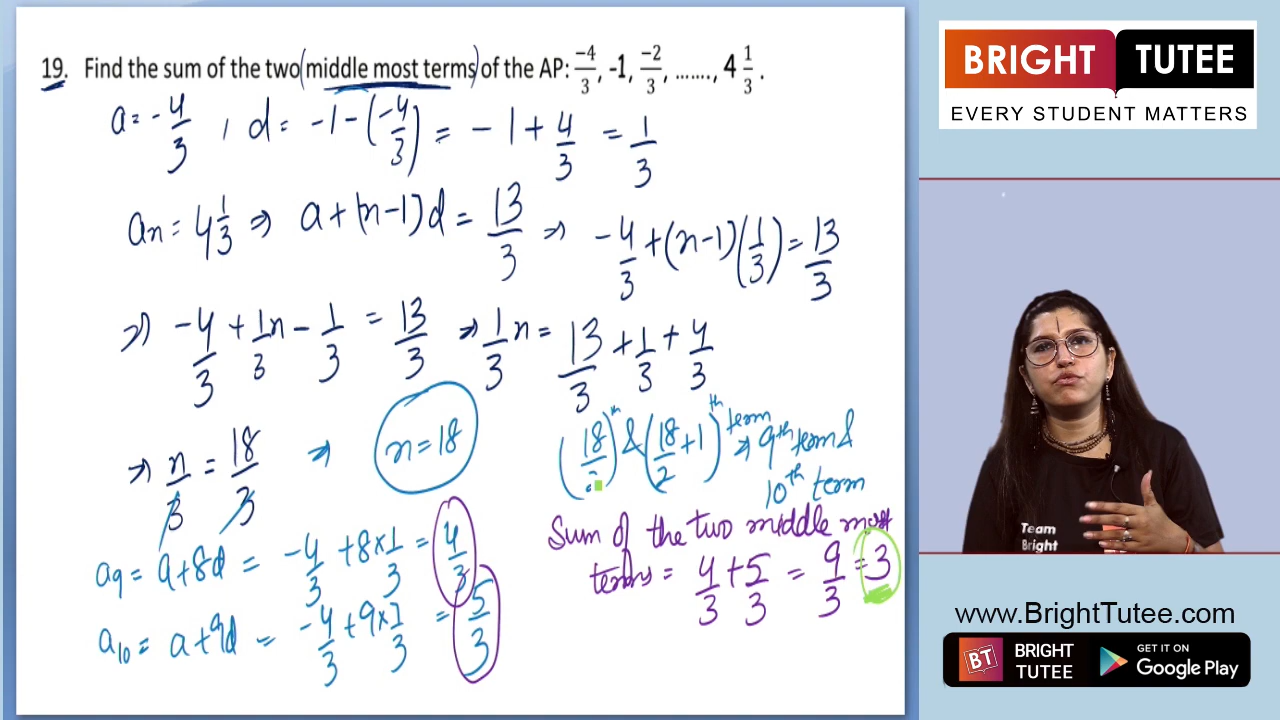 19. Find the sum of the two (middle most terms) of the AP: -4/3, -1, -2/3, ......., 4 1/3 .
a = -4/3 , d = -1 - (-4/3) = -1 + 4/3 = 1/3
an = 4 1/3 ⇒ a + (n-1)d = 13/3 ⇒ -4/3 + (n-1)(1/3) = 13/3
⇒ -4/3 + 1/3 n - 1/3 = 13/3 ⇒ 1/3 n = 13/3 + 1/3 + 4/3
⇒ n/3 = 18/3 ⇒ n = 18
(18/2)th & (18/2 + 1)th term ⇒ 9th term &
10th term
a9 = a + 8d = -4/3 + 8 × 1/3 = 4/3
a10 = a + 9d = -4/3 + 9 × 1/3 = 5/3
Sum of the two middle most
terms = 4/3 + 5/3 = 9/3 = 3
BRIGHT TUTEE
EVERY STUDENT MATTERS
Team
Bright
www.BrightTutee.com
BT
BRIGHT
TUTEE
GET IT ON
Google Play